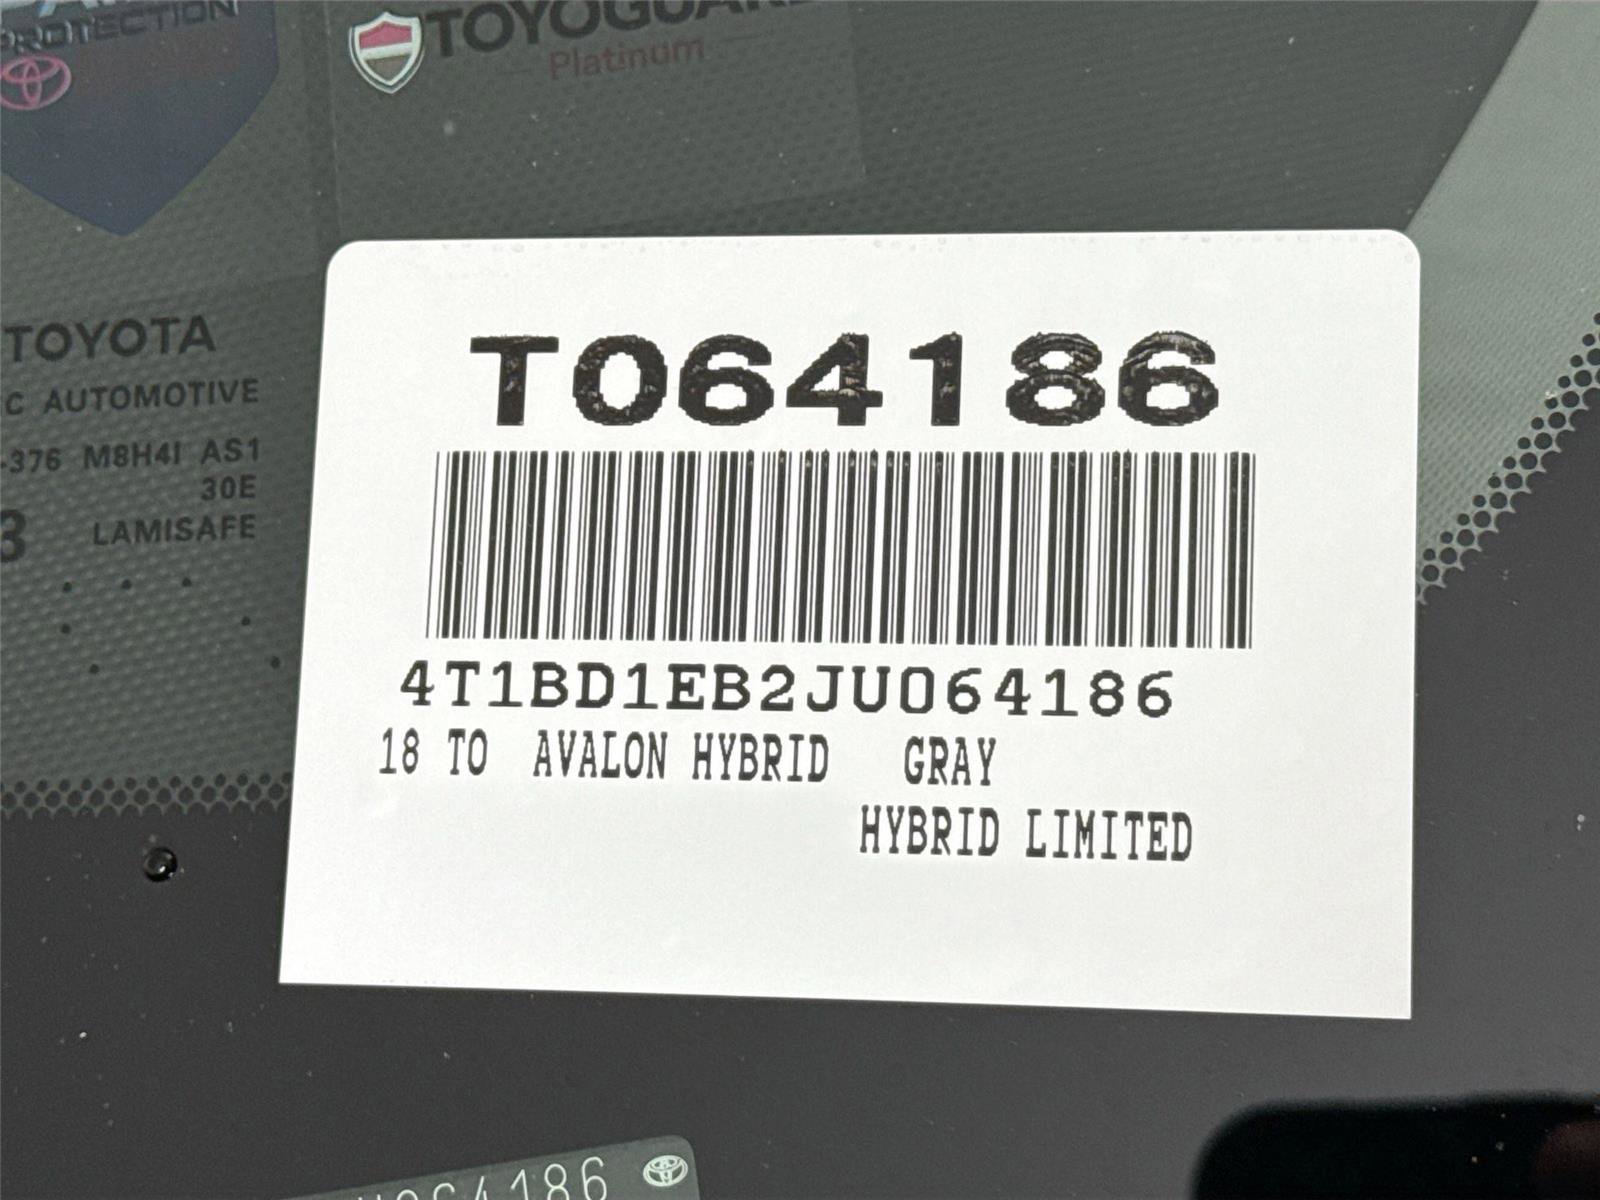 PROTECTION
TOYOGUARD
Platinum
TOYOTA
C AUTOMOTIVE
-376 M8H4I AS1
30E
3 LAMISAFE
T064186
4T1BD1EB2JU064186
18 TO AVALON HYBRID GRAY
HYBRID LIMITED
U064186